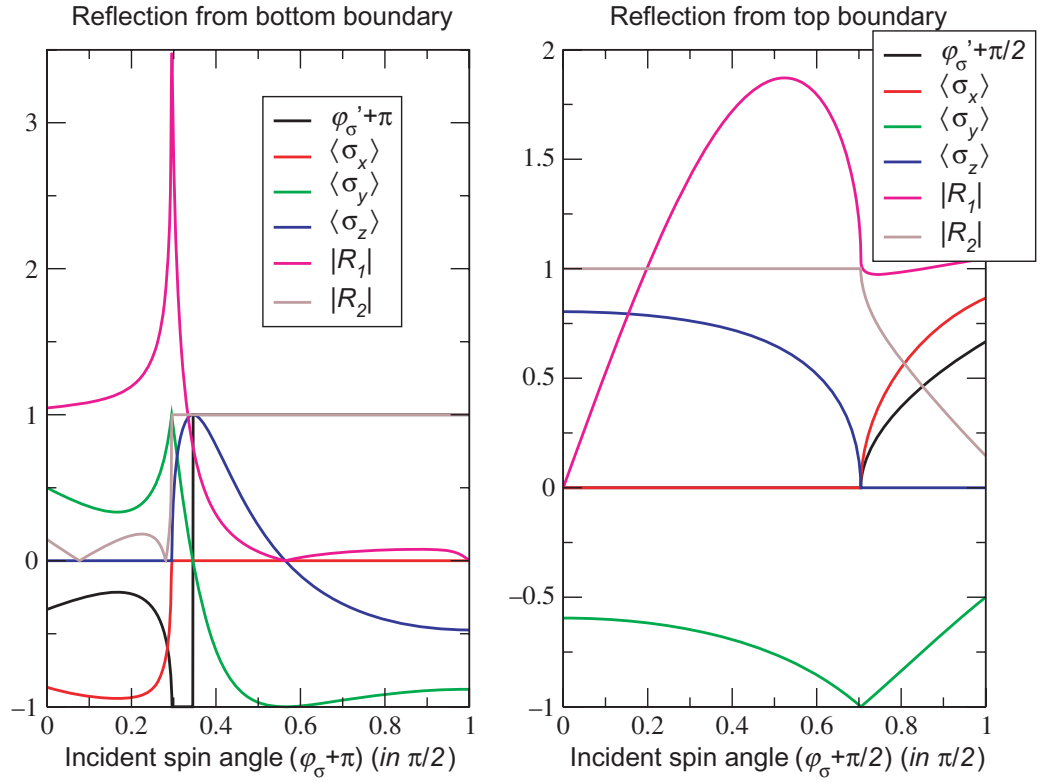 Reflection from bottom boundary
3
2
1
0
−1
0
0.2
0.4
0.6
0.8
1
φσ'+π
⟨σx⟩
⟨σy⟩
⟨σz⟩
|R1|
|R2|
Incident spin angle (φσ+π) (in π/2)
Reflection from top boundary
2
1.5
1
0.5
0
−0.5
−1
0
0.2
0.4
0.6
0.8
1
φσ'+π/2
⟨σx⟩
⟨σy⟩
⟨σz⟩
|R1|
|R2|
Incident spin angle (φσ+π/2) (in π/2)